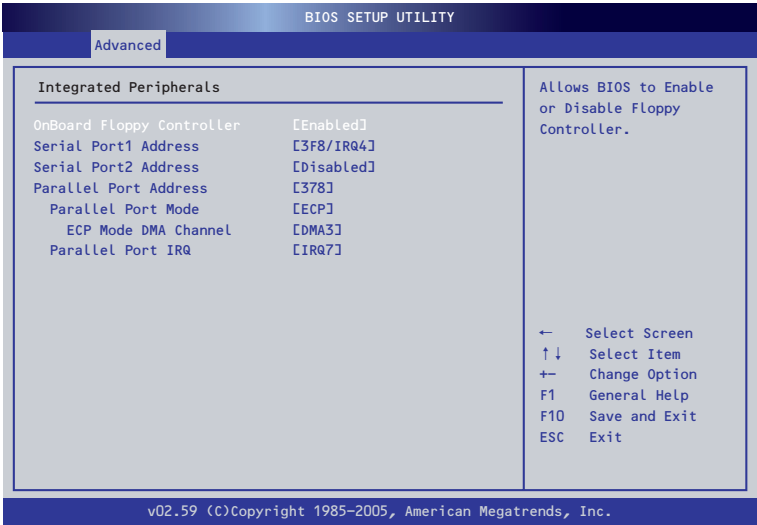 BIOS SETUP UTILITY
Advanced
Integrated Peripherals
OnBoard Floppy Controller [Enabled]
Serial Port1 Address [3F8/IRQ4]
Serial Port2 Address [Disabled]
Parallel Port Address [378]
Parallel Port Mode [ECP]
ECP Mode DMA Channel [DMA3]
Parallel Port IRQ [IRQ7]
Allows BIOS to Enable
or Disable Floppy
Controller.
← Select Screen
↑↓ Select Item
+- Change Option
F1 General Help
F10 Save and Exit
ESC Exit
v02.59 (C)Copyright 1985-2005, American Megatrends, Inc.